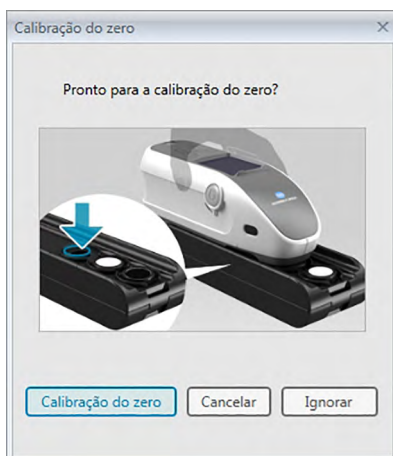 Calibração do zero
Pronto para a calibração do zero?
Calibração do zero
Cancelar
Ignorar